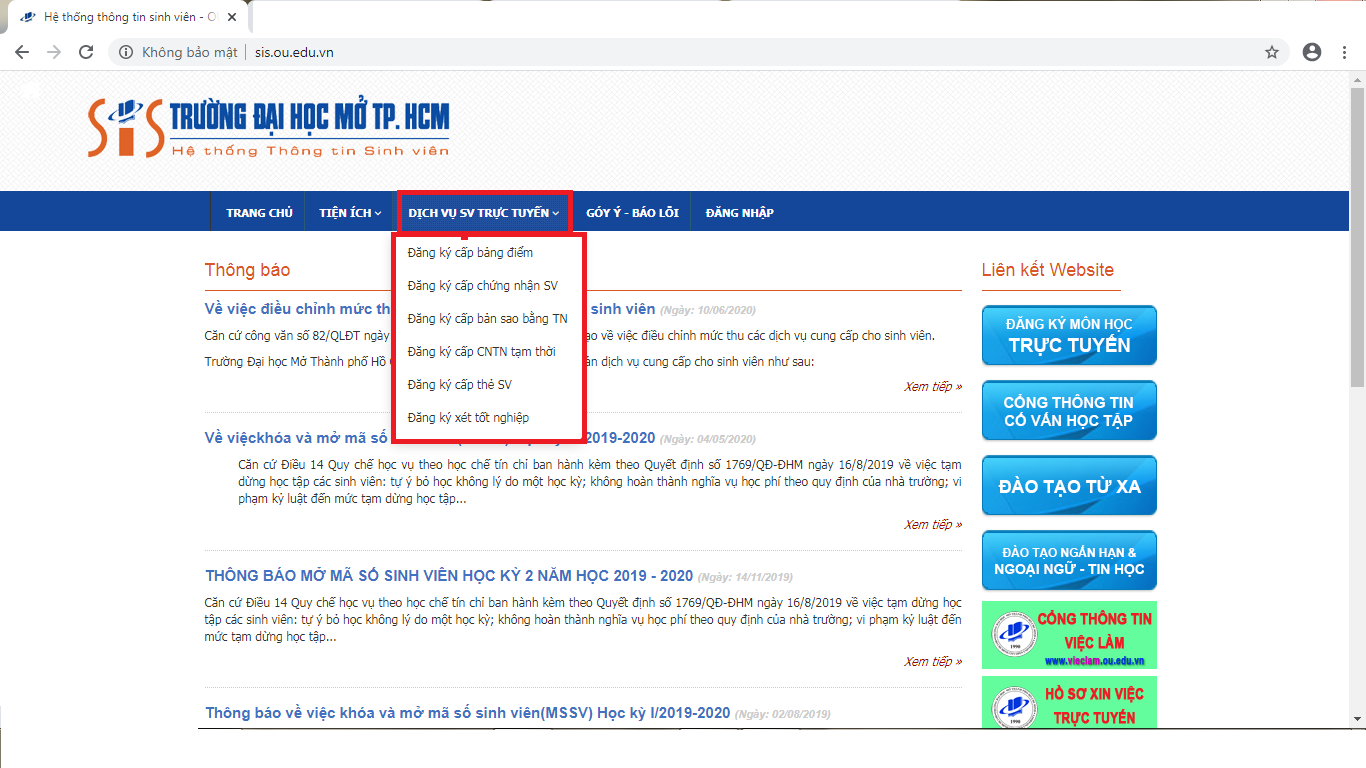 Hệ thống thông tin sinh viên - O
Không bảo mật
sis.ou.edu.vn
SiS TRƯỜNG ĐẠI HỌC MỞ TP. HCM
Hệ thống Thông tin Sinh viên
TRANG CHỦ TIỆN ÍCH DỊCH VỤ SV TRỰC TUYẾN GÓY Ý - BÁO LỖI ĐĂNG NHẬP
Đăng ký cấp bảng điểm
Đăng ký cấp chứng nhận SV
Đăng ký cấp bản sao bằng TN
Đăng ký cấp CNTN tạm thời
Đăng ký cấp thẻ SV
Đăng ký xét tốt nghiệp
Thông báo
Về việc điều chỉnh mức th sinh viên (Ngày: 10/06/2020)
Căn cứ công văn số 82/QLĐT ngày ạo về việc điều chỉnh mức thu các dịch vụ cung cấp cho sinh viên.
Trường Đại học Mở Thành phố Hồ ản dịch vụ cung cấp cho sinh viên như sau:
Xem tiếp »
Về việckhóa và mở mã số 2019-2020 (Ngày: 04/05/2020)
Căn cứ Điều 14 Quy chế học vụ theo học chế tín chỉ ban hành kèm theo Quyết định số 1769/QĐ-ĐHM ngày 16/8/2019 về việc tạm
dừng học tập các sinh viên: tự ý bỏ học không lý do một học kỳ; không hoàn thành nghĩa vụ học phí theo quy định của nhà trường; vi
phạm kỷ luật đến mức tạm dừng học tập...
Xem tiếp »
THÔNG BÁO MỞ MÃ SỐ SINH VIÊN HỌC KỲ 2 NĂM HỌC 2019 - 2020 (Ngày: 14/11/2019)
Căn cứ Điều 14 Quy chế học vụ theo học chế tín chỉ ban hành kèm theo Quyết định số 1769/QĐ-ĐHM ngày 16/8/2019 về việc tạm dừng học
tập các sinh viên: tự ý bỏ học không lý do một học kỳ; không hoàn thành nghĩa vụ học phí theo quy định của nhà trường; vi phạm kỷ luật đến
mức tạm dừng học tập...
Xem tiếp »
Thông báo về việc khóa và mở mã số sinh viên(MSSV) Học kỳ I/2019-2020 (Ngày: 02/08/2019)
Liên kết Website
ĐĂNG KÝ MÔN HỌC
TRỰC TUYẾN
CỔNG THÔNG TIN
CỐ VẤN HỌC TẬP
ĐÀO TẠO TỪ XA
ĐÀO TẠO NGẮN HẠN &
NGOẠI NGỮ - TIN HỌC
CỔNG THÔNG TIN
VIỆC LÀM
www.vieclam.ou.edu.vn
HỒ SƠ XIN VIỆC
TRỰC TUYẾN